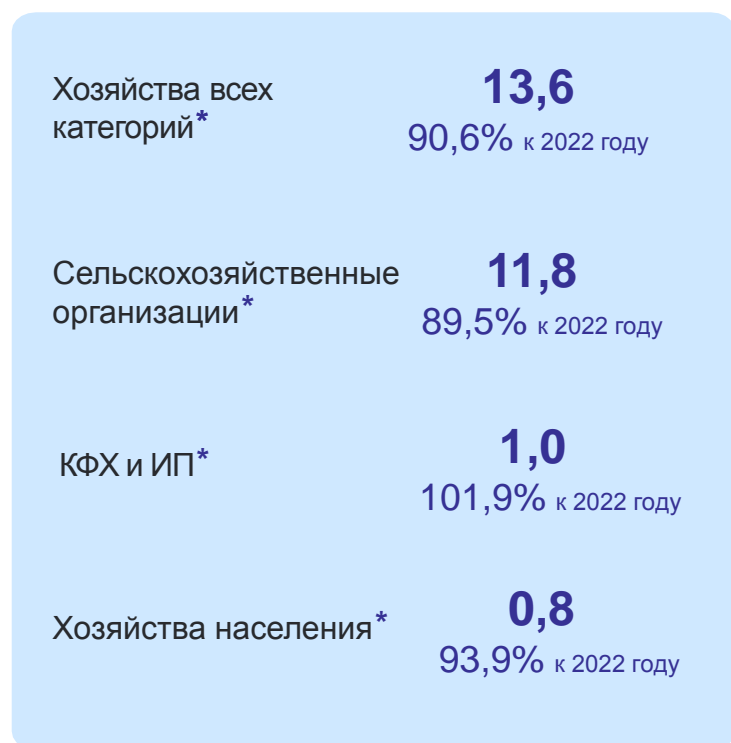 Хозяйства всех
категорий*
13,6
90,6% к 2022 году
Сельскохозяйственные
организации*
11,8
89,5% к 2022 году
КФХ и ИП*
1,0
101,9% к 2022 году
Хозяйства населения*
0,8
93,9% к 2022 году